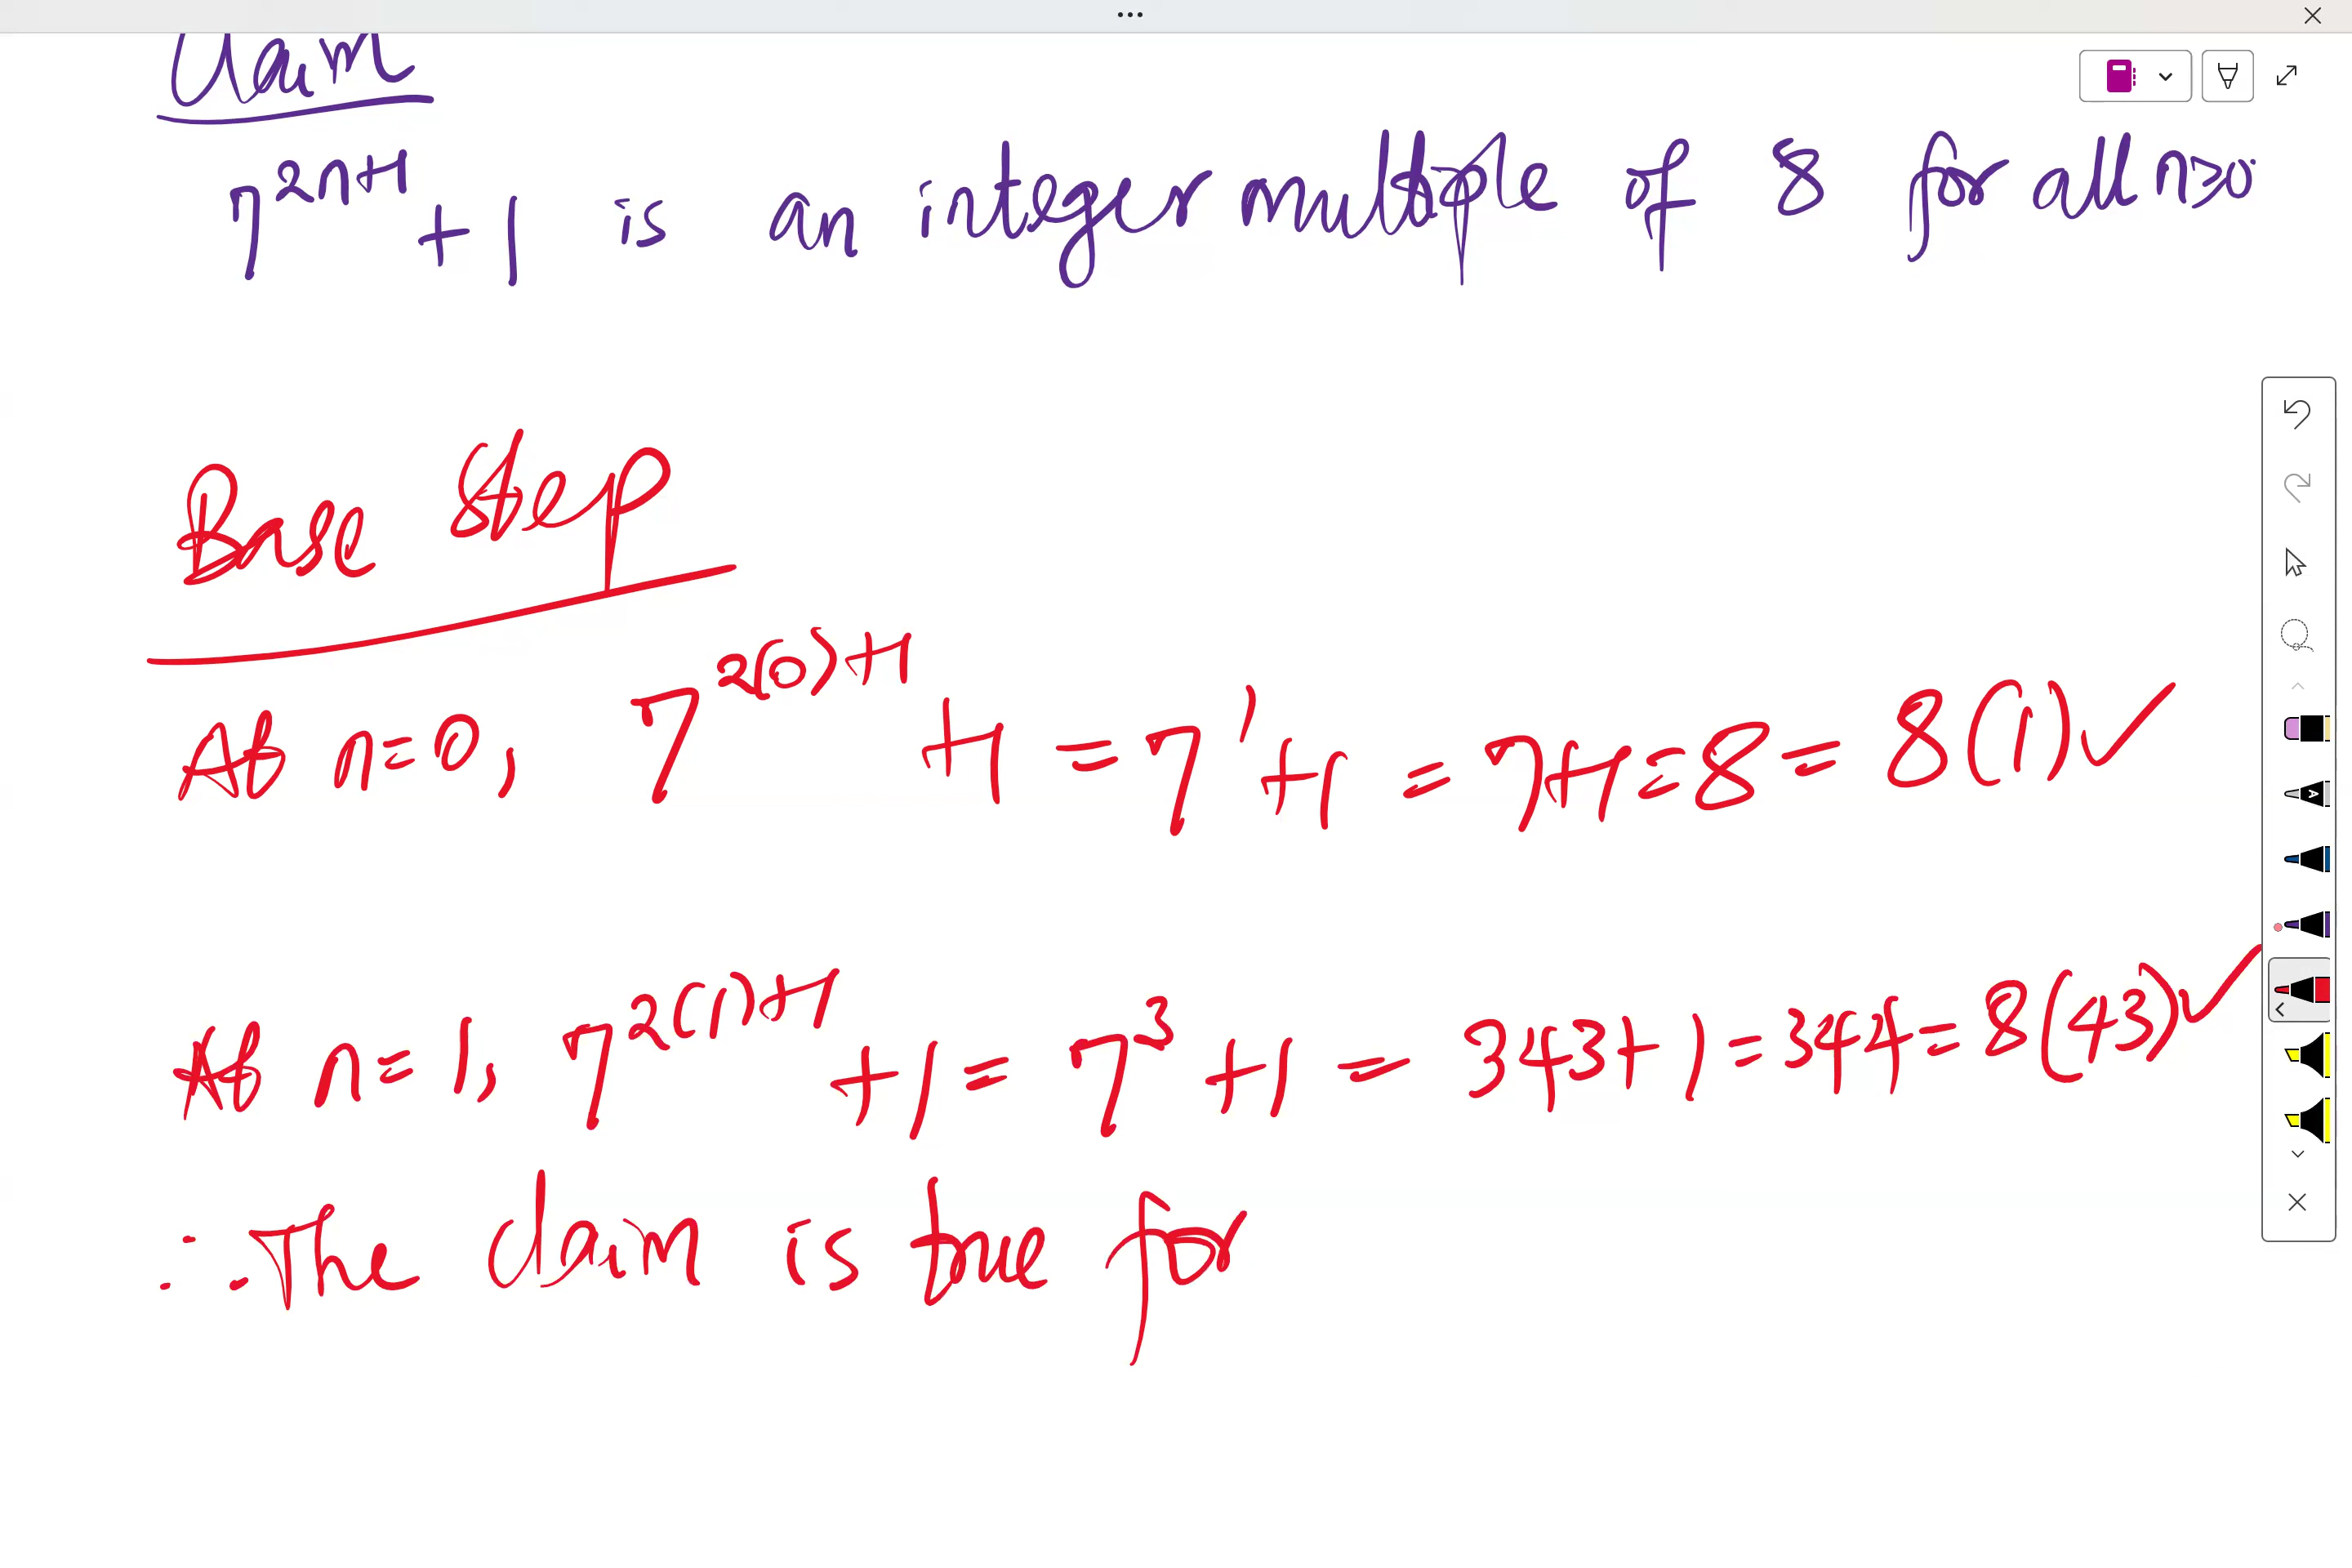 Claim
7^{2n+1} + 1 is an integer multiple of 8 for all n≥0.
Base Step
At n=0, 7^{2(0)+1} + 1 = 7^1 + 1 = 7+1 = 8 = 8(1) ✓
At n=1, 7^{2(1)+1} + 1 = 7^3 + 1 = 343+1 = 344 = 8(43) ✓
∴ The claim is true for